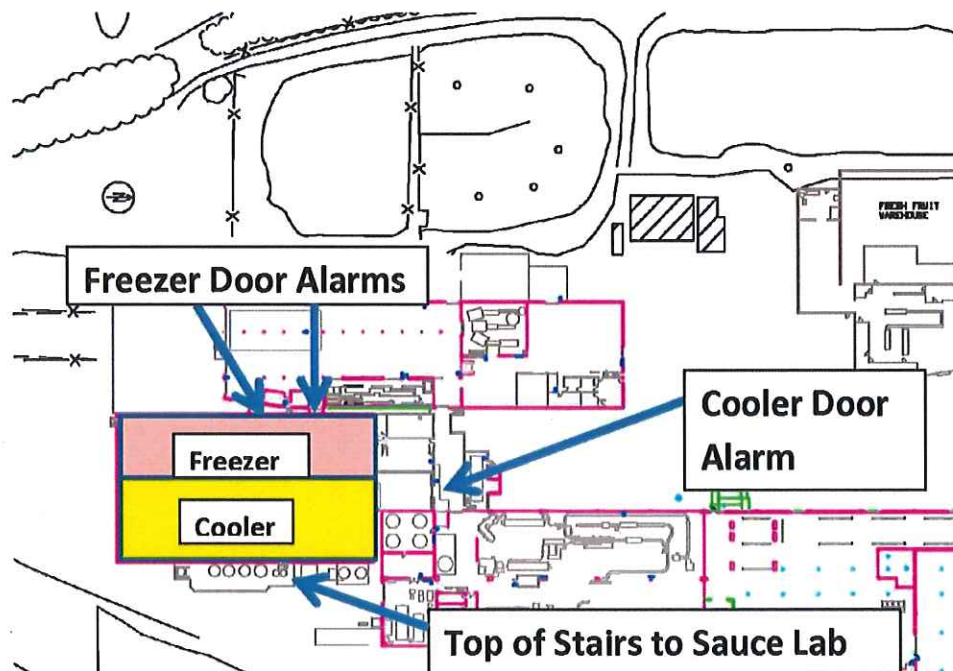 FRESH FRUIT
WAREHOUSE
Freezer Door Alarms
Cooler Door
Alarm
Freezer
Cooler
Top of Stairs to Sauce Lab